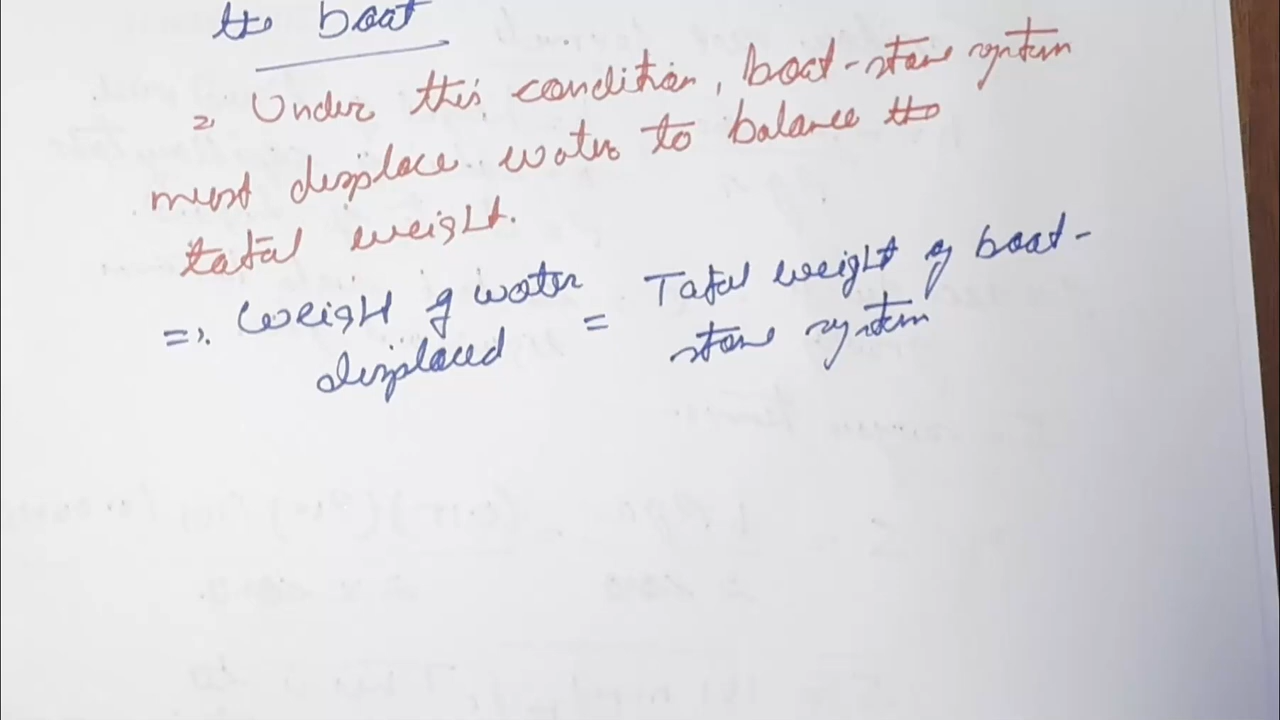 the boat
⇒ Under this condition, boat-stone system
must displace water to balance the
total weight.
⇒ weight of water = Total weight of boat-
displaced stone system